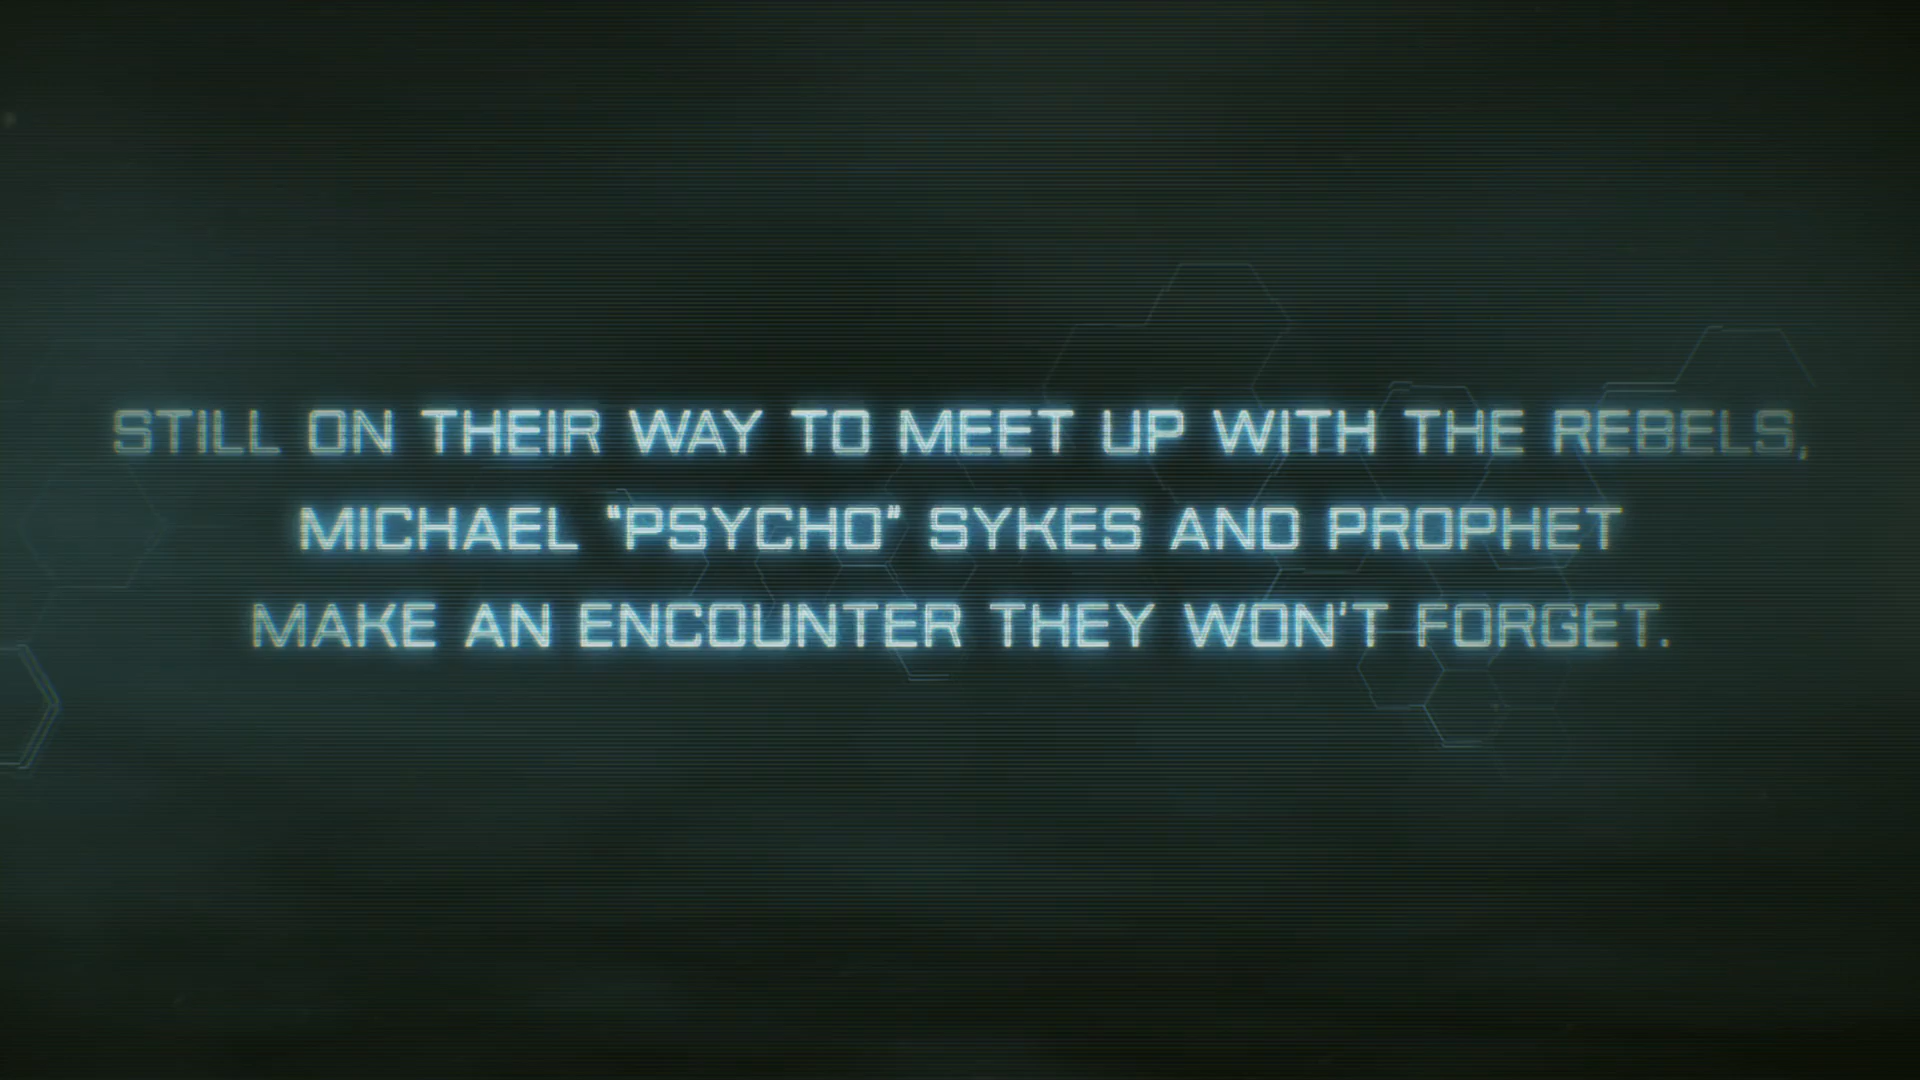 STILL ON THEIR WAY TO MEET UP WITH THE REBELS,
MICHAEL "PSYCHO" SYKES AND PROPHET
MAKE AN ENCOUNTER THEY WON'T FORGET.